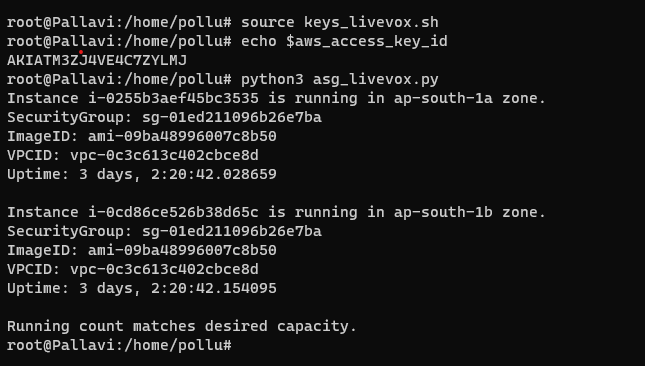 root@Pallavi:/home/pollu# source keys_livevox.sh
root@Pallavi:/home/pollu# echo $aws_access_key_id
AKIATM3ZJ4VE4C7ZYLMJ
root@Pallavi:/home/pollu# python3 asg_livevox.py
Instance i-0255b3aef45bc3535 is running in ap-south-1a zone.
SecurityGroup: sg-01ed211096b26e7ba
ImageID: ami-09ba48996007c8b50
VPCID: vpc-0c3c613c402cbce8d
Uptime: 3 days, 2:20:42.028659

Instance i-0cd86ce526b38d65c is running in ap-south-1b zone.
SecurityGroup: sg-01ed211096b26e7ba
ImageID: ami-09ba48996007c8b50
VPCID: vpc-0c3c613c402cbce8d
Uptime: 3 days, 2:20:42.154095

Running count matches desired capacity.
root@Pallavi:/home/pollu#